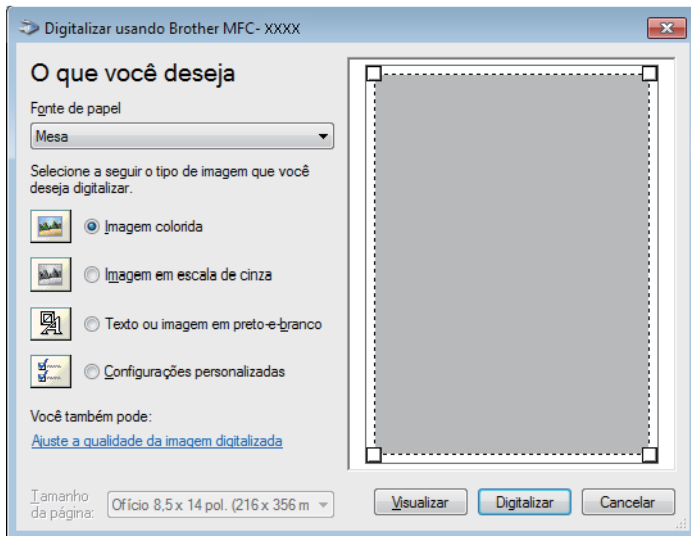 Digitalizar usando Brother MFC- XXXX
O que você deseja
Fonte de papel
Mesa
Selecione a seguir o tipo de imagem que você
deseja digitalizar.
Imagem colorida
Imagem em escala de cinza
Texto ou imagem em preto-e-branco
Configurações personalizadas
Você também pode:
Ajuste a qualidade da imagem digitalizada
Tamanho
da página:
Ofício 8,5 x 14 pol. (216 x 356 m
Visualizar
Digitalizar
Cancelar